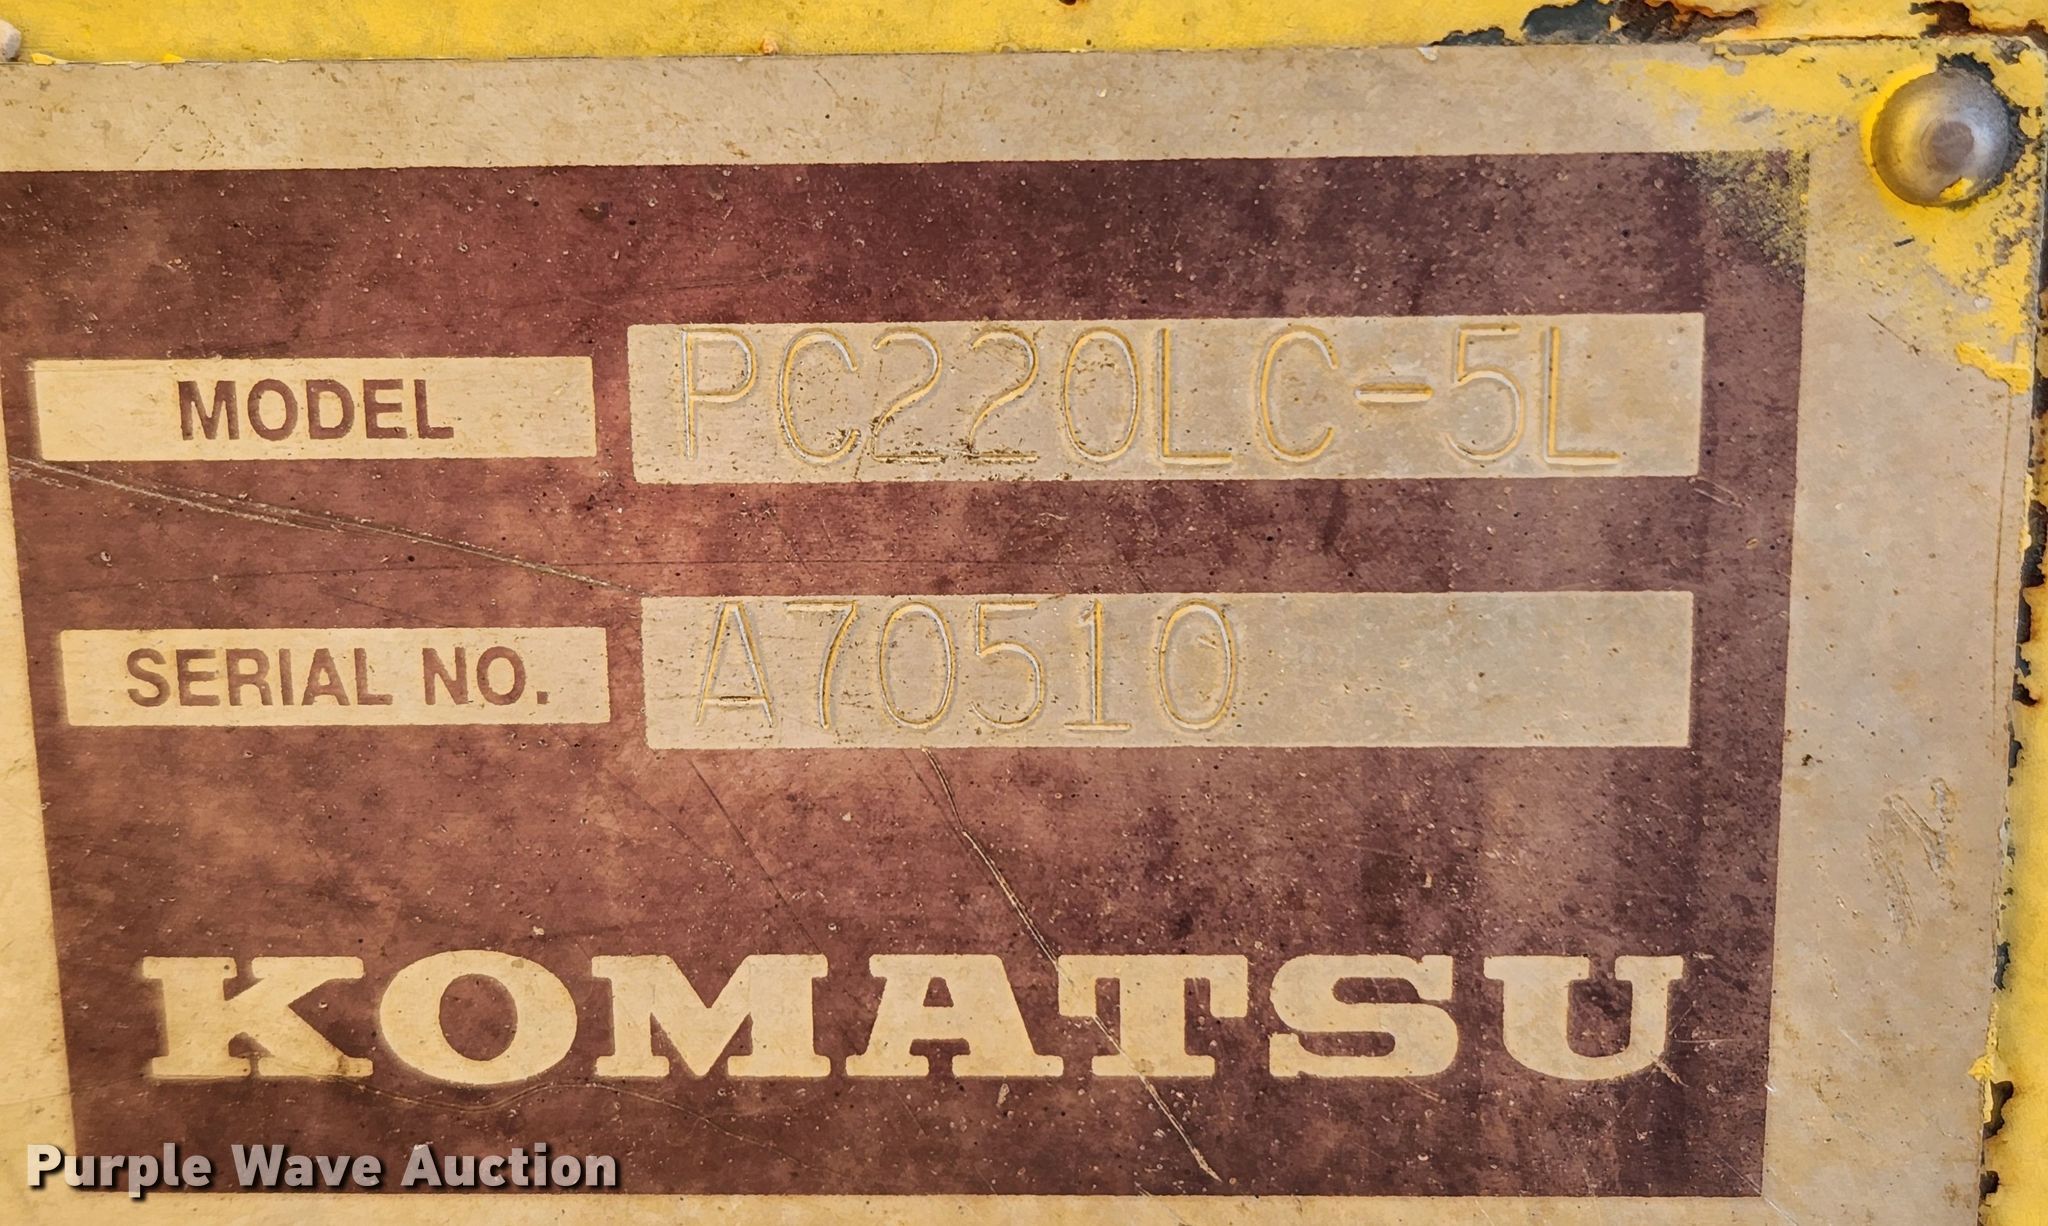 MODEL PC220LC-5L
SERIAL NO. A70510
KOMATSU
Purple Wave Auction